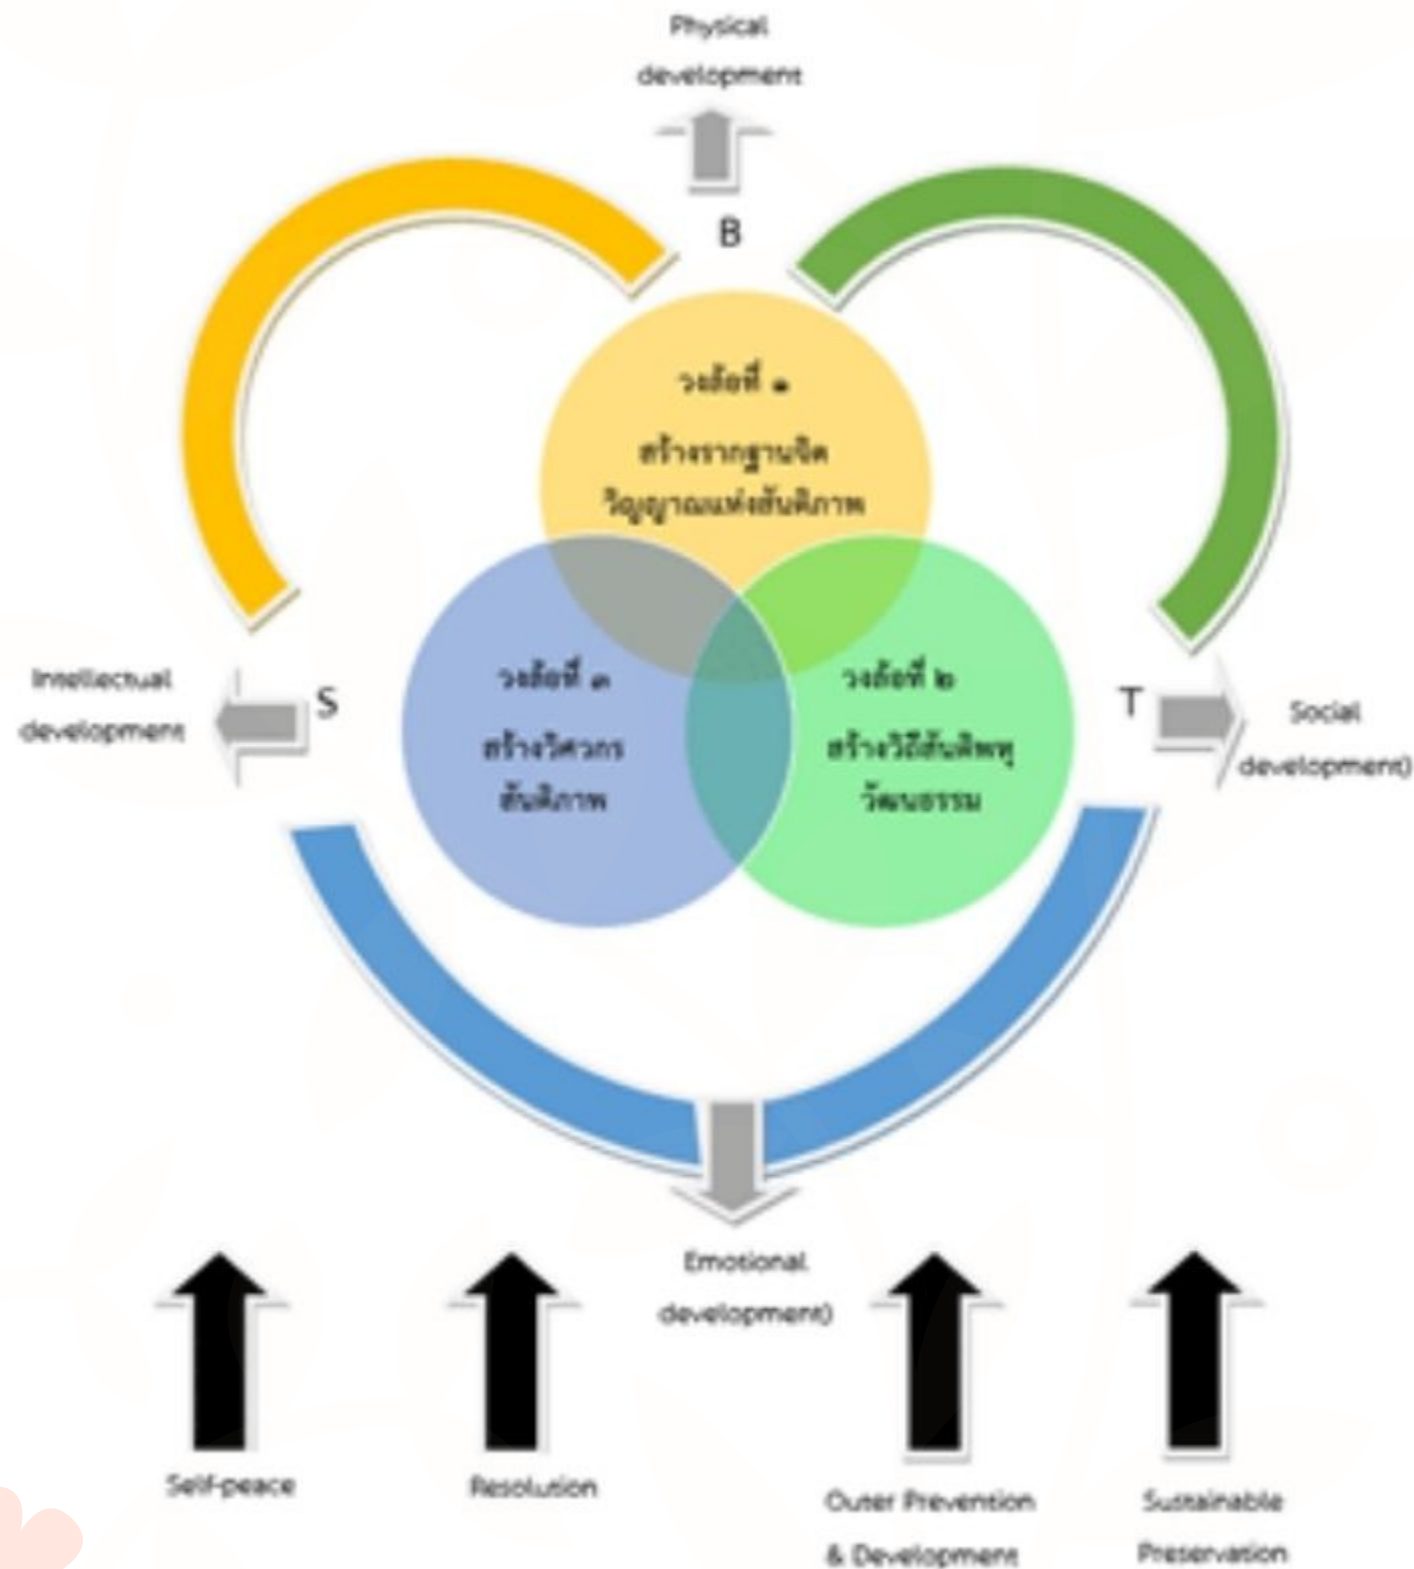 Physical
development
B
วงล้อที่ ๑
สร้างรากฐานจิต
วิญญาณแห่งสันติภาพ
วงล้อที่ ๓
สร้างวิศวกร
สันติภาพ
วงล้อที่ ๒
สร้างวิถีสันติพหุ
วัฒนธรรม
Intellectual
development
S
T
Social
development)
Emotional
development)
Self-peace
Resolution
Outer Prevention
& Development
Sustainable
Preservation